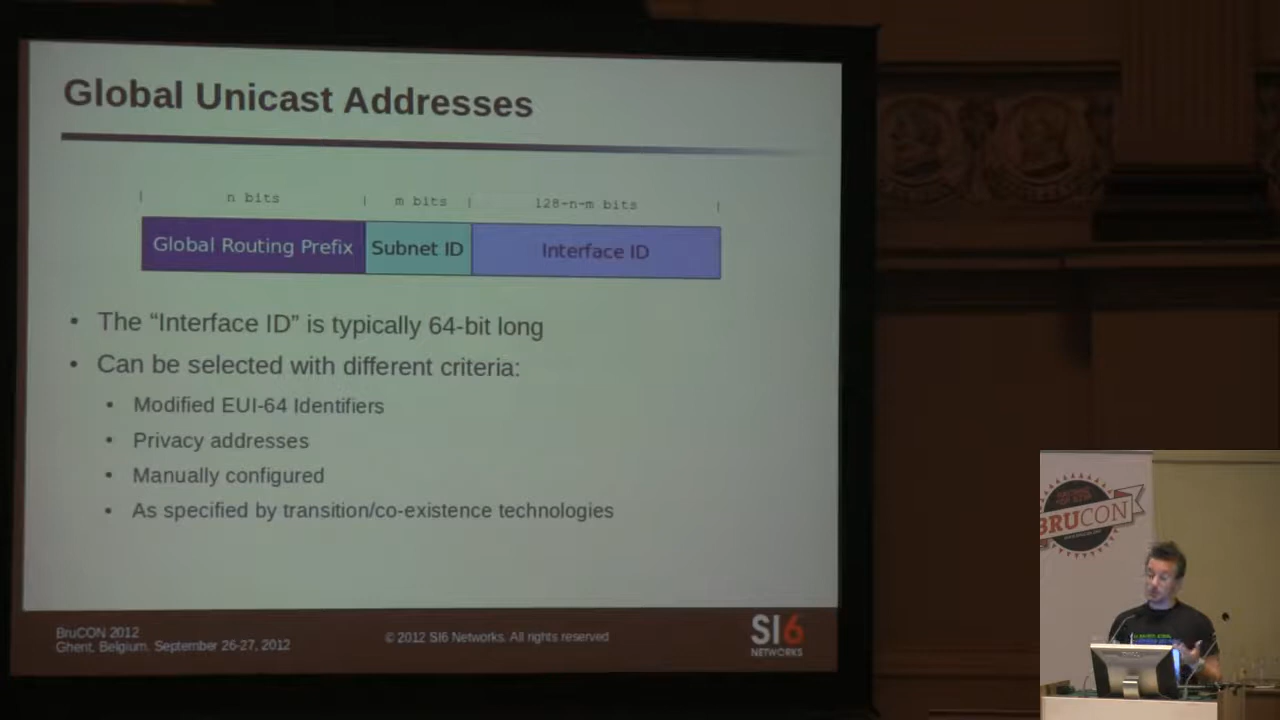 Global Unicast Addresses
| n bits | m bits | 128-n-m bits |
Global Routing Prefix Subnet ID Interface ID
• The “Interface ID” is typically 64-bit long
• Can be selected with different criteria:
• Modified EUI-64 Identifiers
• Privacy addresses
• Manually configured
• As specified by transition/co-existence technologies
BruCON 2012
Ghent, Belgium. September 26-27, 2012
© 2012 SI6 Networks. All rights reserved
SI6
NETWORKS
BRUCON